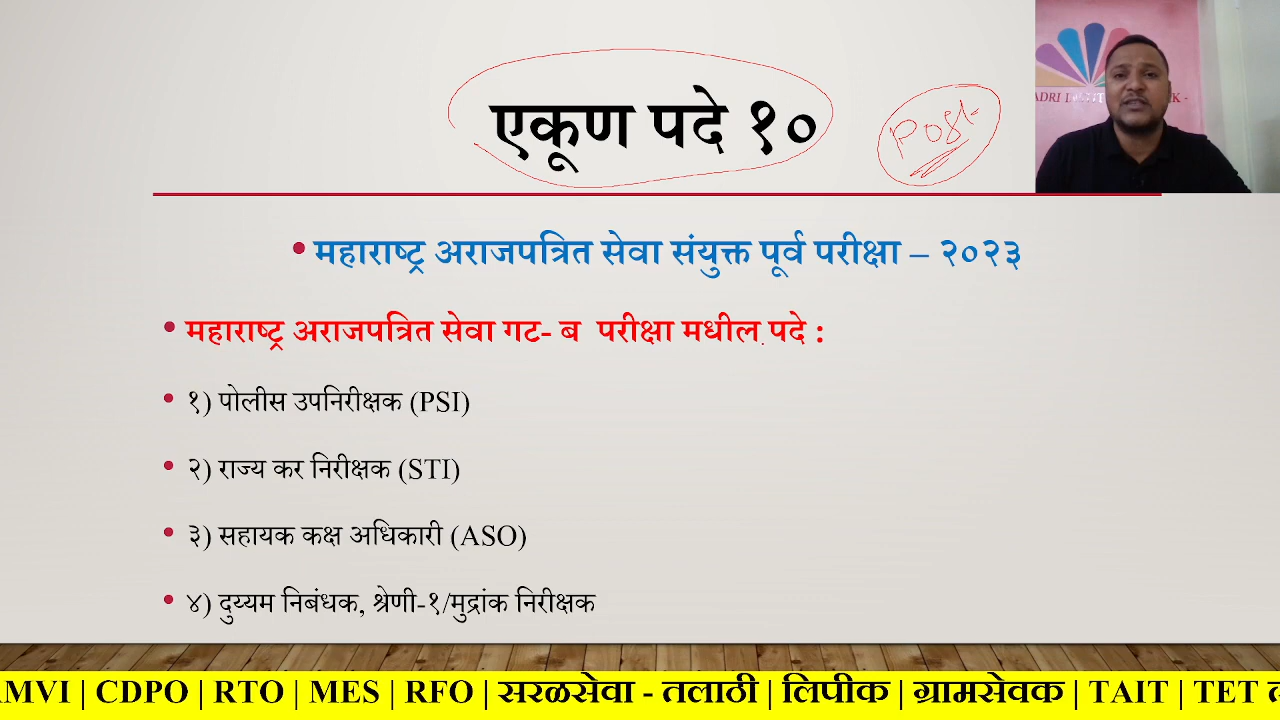 एकूण पदे १०
Post
ADRI I
K -
• महाराष्ट्र अराजपत्रित सेवा संयुक्त पूर्व परीक्षा – २०२३
• महाराष्ट्र अराजपत्रित सेवा गट- ब परीक्षा मधील पदे :
• १) पोलीस उपनिरीक्षक (PSI)
• २) राज्य कर निरीक्षक (STI)
• ३) सहायक कक्ष अधिकारी (ASO)
• ४) दुय्यम निबंधक, श्रेणी-१/मुद्रांक निरीक्षक
AMVI | CDPO | RTO | MES | RFO | सरळसेवा - तलाठी | लिपीक | ग्रामसेवक | TAIT | TET